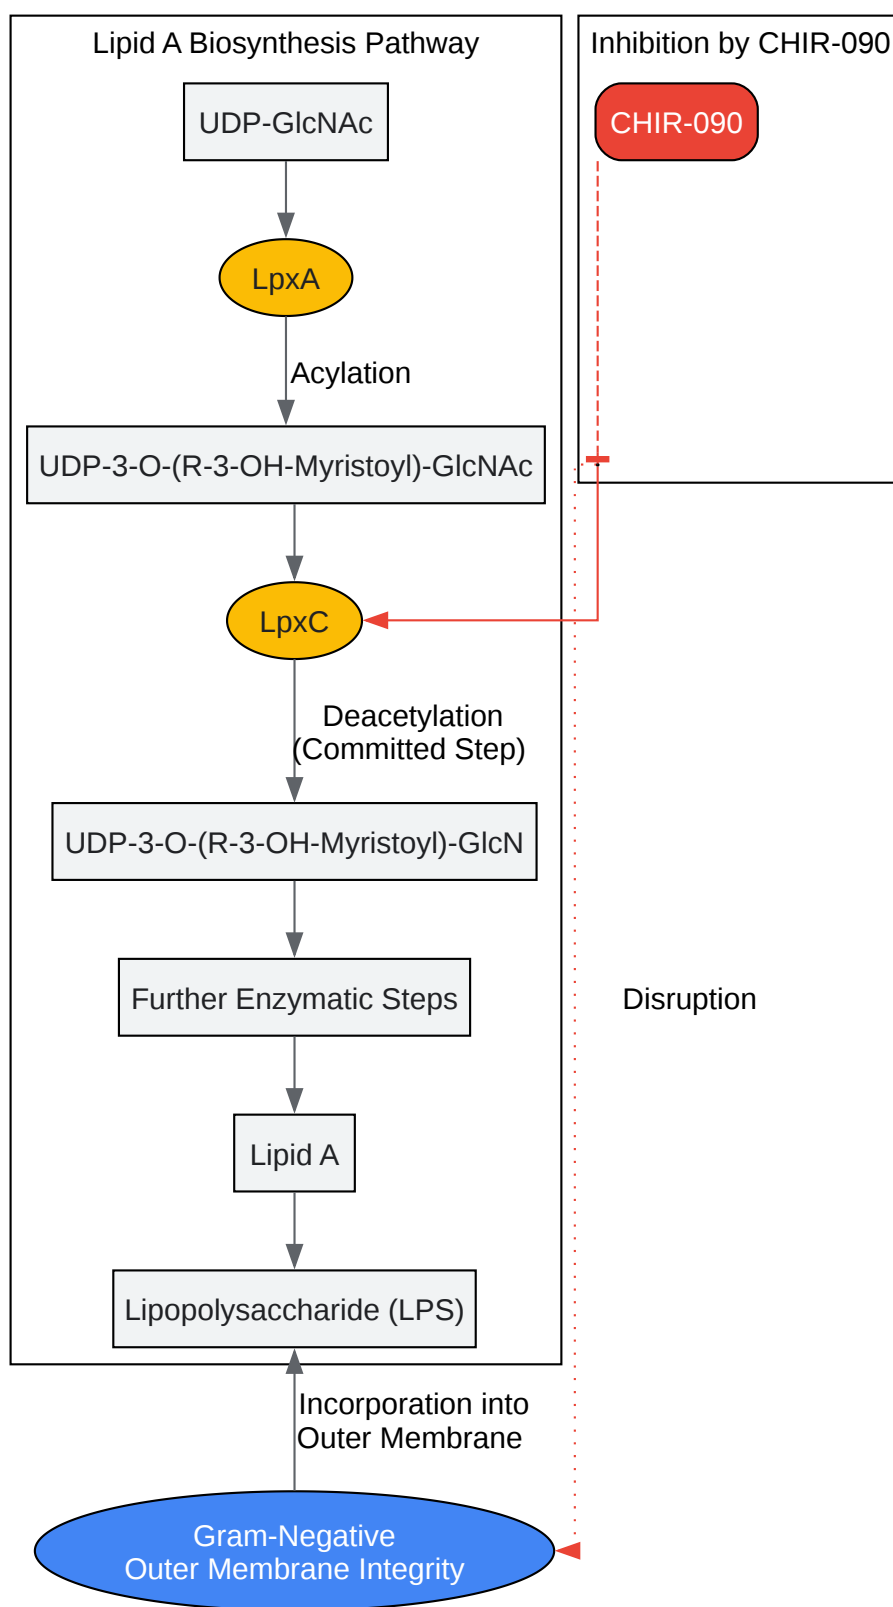 Lipid A Biosynthesis Pathway
UDP-GlcNAc
LpxA
Acylation
UDP-3-O-(R-3-OH-Myristoyl)-GlcNAc
LpxC
Deacetylation
(Committed Step)
UDP-3-O-(R-3-OH-Myristoyl)-GlcN
Further Enzymatic Steps
Lipid A
Lipopolysaccharide (LPS)
Incorporation into
Outer Membrane
Gram-Negative
Outer Membrane Integrity
Inhibition by CHIR-090
CHIR-090
Disruption